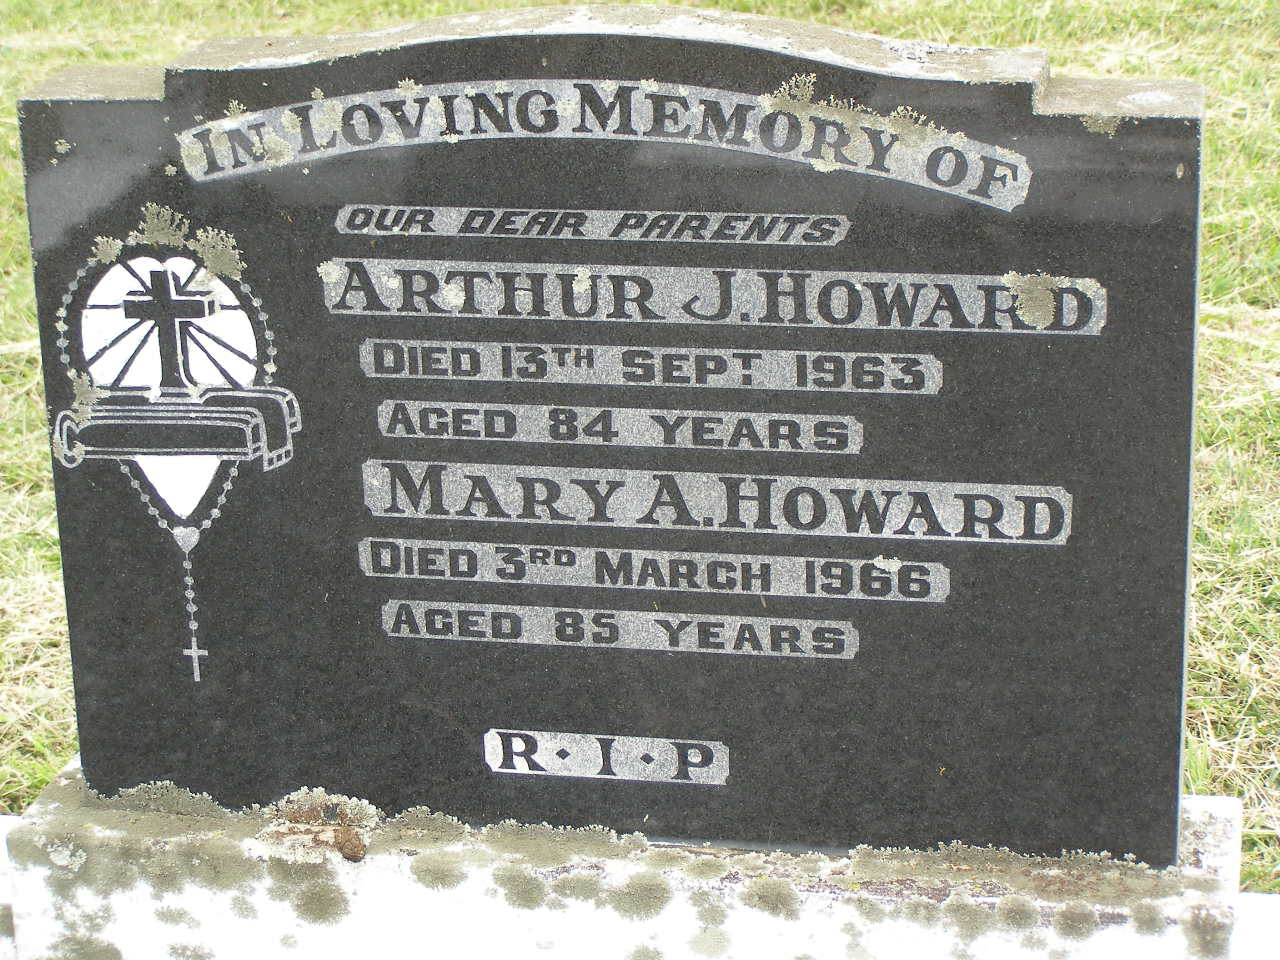 IN LOVING MEMORY OF
OUR DEAR PARENTS
ARTHUR J. HOWARD
DIED 13TH SEPT. 1963
AGED 84 YEARS
MARY A. HOWARD
DIED 3RD MARCH 1966
AGED 85 YEARS
R·I·P